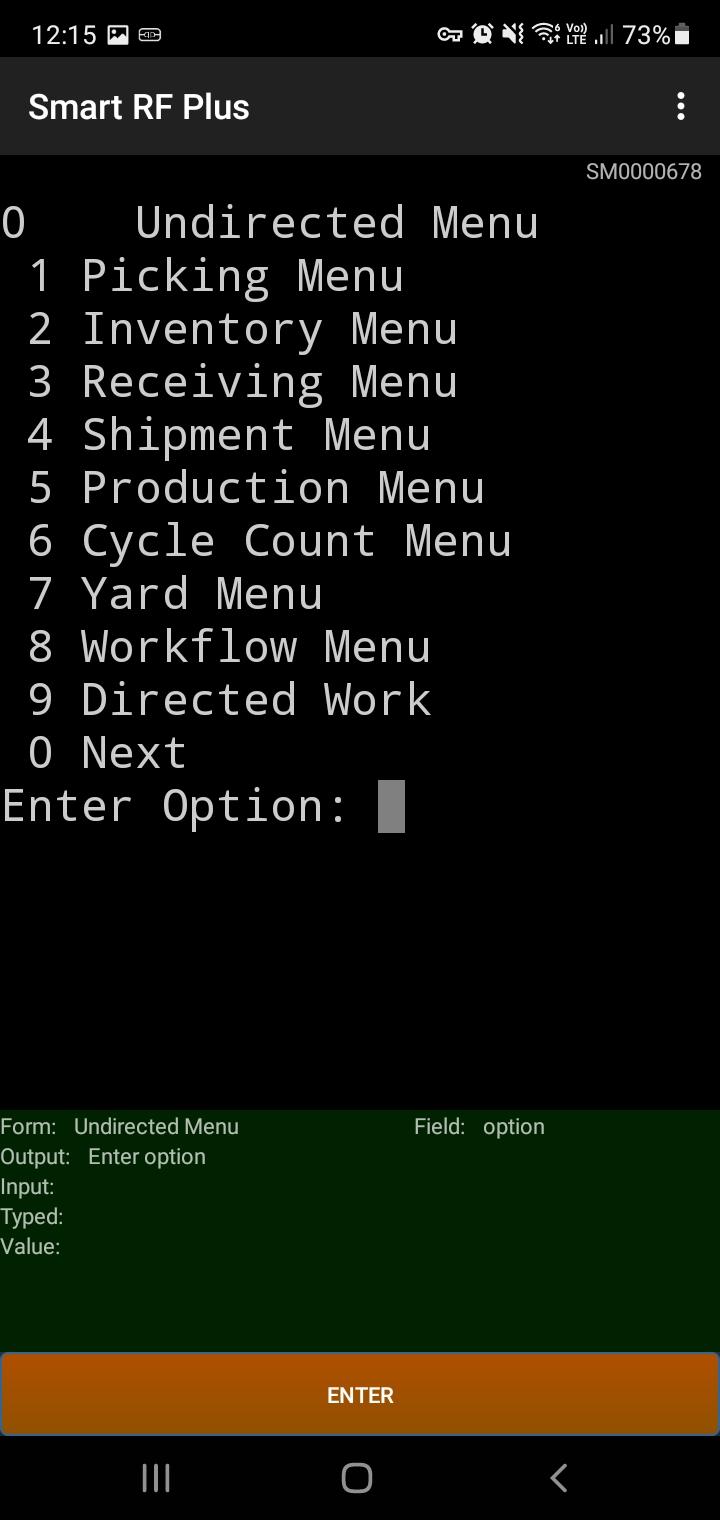 12:15 Vo)) LTE 73%
Smart RF Plus
SM0000678
0 Undirected Menu
1 Picking Menu
2 Inventory Menu
3 Receiving Menu
4 Shipment Menu
5 Production Menu
6 Cycle Count Menu
7 Yard Menu
8 Workflow Menu
9 Directed Work
0 Next
Enter Option:
Form: Undirected Menu Field: option
Output: Enter option
Input:
Typed:
Value:
ENTER